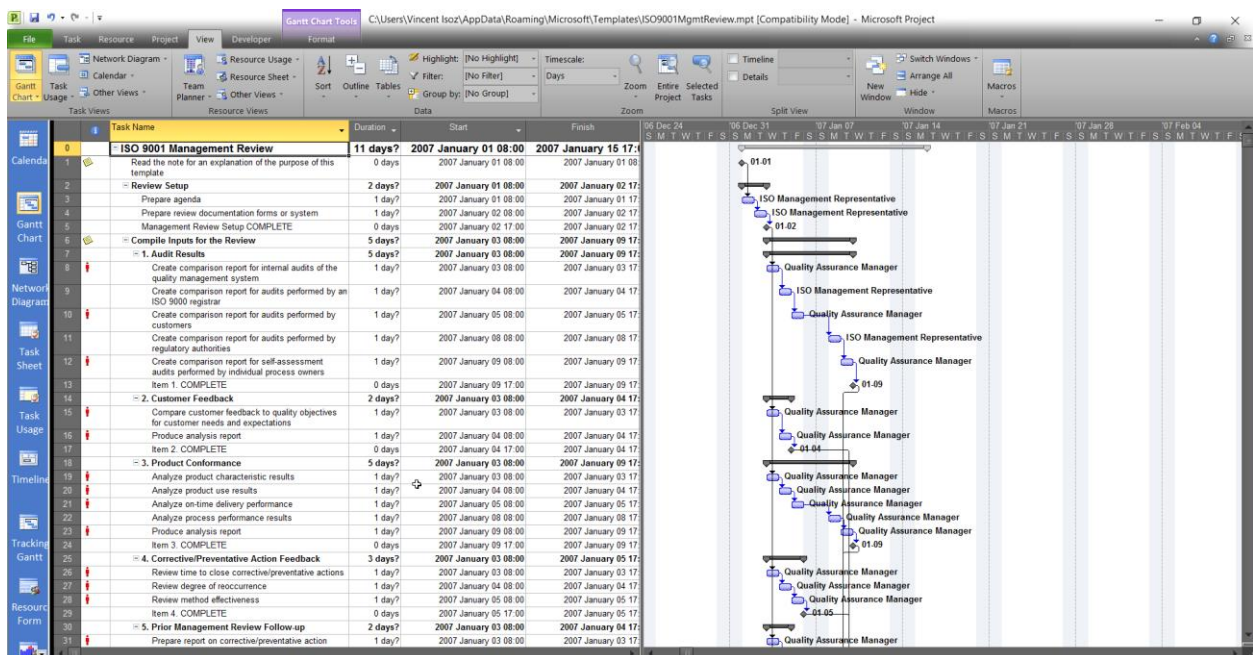 Gantt Chart Tools
C:\Users\Vincent Isoz\AppData\Roaming\Microsoft\Templates\ISO9001MgmtReview.mpt [Compatibility Mode] - Microsoft Project
File Task Resource Project View Developer Format
Network Diagram Resource Usage Highlight: [No Highlight] Timescale: Timeline Switch Windows
Calendar Resource Sheet Filter: [No Filter] Days Details Arrange All
Gantt Chart Task Usage Other Views Team Planner Other Views Sort Outline Tables Group by: [No Group] Zoom Entire Project Selected Tasks New Window Hide Macros
Task Views Resource Views Data Zoom Split View Window Macros
Task Name Duration Start Finish '06 Dec 24 '06 Dec 31 '07 Jan 07 '07 Jan 14 '07 Jan 21 '07 Jan 28 '07 Feb 04
S M T W T F S S M T W T F S S M T W T F S S M T W T F S S M T W T F S S M T W T F S S M T W T F
0 ISO 9001 Management Review 11 days? 2007 January 01 08:00 2007 January 15 17:
1 Read the note for an explanation of the purpose of this 0 days 2007 January 01 08:00 2007 January 01 08: 01-01
template
2 Review Setup 2 days? 2007 January 01 08:00 2007 January 02 17:
3 Prepare agenda 1 day? 2007 January 01 08:00 2007 January 01 17: ISO Management Representative
4 Prepare review documentation forms or system 1 day? 2007 January 02 08:00 2007 January 02 17: ISO Management Representative
5 Management Review Setup COMPLETE 0 days 2007 January 02 17:00 2007 January 02 17: 01-02
6 Compile Inputs for the Review 5 days? 2007 January 03 08:00 2007 January 09 17:
7 1. Audit Results 5 days? 2007 January 03 08:00 2007 January 09 17:
8 Create comparison report for internal audits of the 1 day? 2007 January 03 08:00 2007 January 03 17: Quality Assurance Manager
quality management system
9 Create comparison report for audits performed by an 1 day? 2007 January 04 08:00 2007 January 04 17: ISO Management Representative
ISO 9000 registrar
10 Create comparison report for audits performed by 1 day? 2007 January 05 08:00 2007 January 05 17: Quality Assurance Manager
customers
11 Create comparison report for audits performed by 1 day? 2007 January 08 08:00 2007 January 08 17: ISO Management Representative
regulatory authorities
12 Create comparison report for self-assessment 1 day? 2007 January 09 08:00 2007 January 09 17: Quality Assurance Manager
audits performed by individual process owners
13 Item 1. COMPLETE 0 days 2007 January 09 17:00 2007 January 09 17: 01-09
14 2. Customer Feedback 2 days? 2007 January 03 08:00 2007 January 04 17:
15 Compare customer feedback to quality objectives 1 day? 2007 January 03 08:00 2007 January 03 17: Quality Assurance Manager
for customer needs and expectations
16 Produce analysis report 1 day? 2007 January 04 08:00 2007 January 04 17: Quality Assurance Manager
17 Item 2. COMPLETE 0 days 2007 January 04 17:00 2007 January 04 17: 01-04
18 3. Product Conformance 5 days? 2007 January 03 08:00 2007 January 09 17:
19 Analyze product characteristic results 1 day? 2007 January 03 08:00 2007 January 03 17: Quality Assurance Manager
20 Analyze product use results 1 day? 2007 January 04 08:00 2007 January 04 17: Quality Assurance Manager
21 Analyze on-time delivery performance 1 day? 2007 January 05 08:00 2007 January 05 17: Quality Assurance Manager
22 Analyze process performance results 1 day? 2007 January 08 08:00 2007 January 08 17: Quality Assurance Manager
23 Produce analysis report 1 day? 2007 January 09 08:00 2007 January 09 17: Quality Assurance Manager
24 Item 3. COMPLETE 0 days 2007 January 09 17:00 2007 January 09 17: 01-09
25 4. Corrective/Preventative Action Feedback 3 days? 2007 January 03 08:00 2007 January 05 17:
26 Review time to close corrective/preventative actions 1 day? 2007 January 03 08:00 2007 January 03 17: Quality Assurance Manager
27 Review degree of reoccurrence 1 day? 2007 January 04 08:00 2007 January 04 17: Quality Assurance Manager
28 Review method effectiveness 1 day? 2007 January 05 08:00 2007 January 05 17: Quality Assurance Manager
29 Item 4. COMPLETE 0 days 2007 January 05 17:00 2007 January 05 17: 01-05
30 5. Prior Management Review Follow-up 2 days? 2007 January 03 08:00 2007 January 04 17:
31 Prepare report on corrective/preventative action 1 day? 2007 January 03 08:00 2007 January 03 17: Quality Assurance Manager
Calenda
Gantt
Chart
Network
Diagram
Task
Sheet
Task
Usage
Timeline
Tracking
Gantt
Resourc
Form